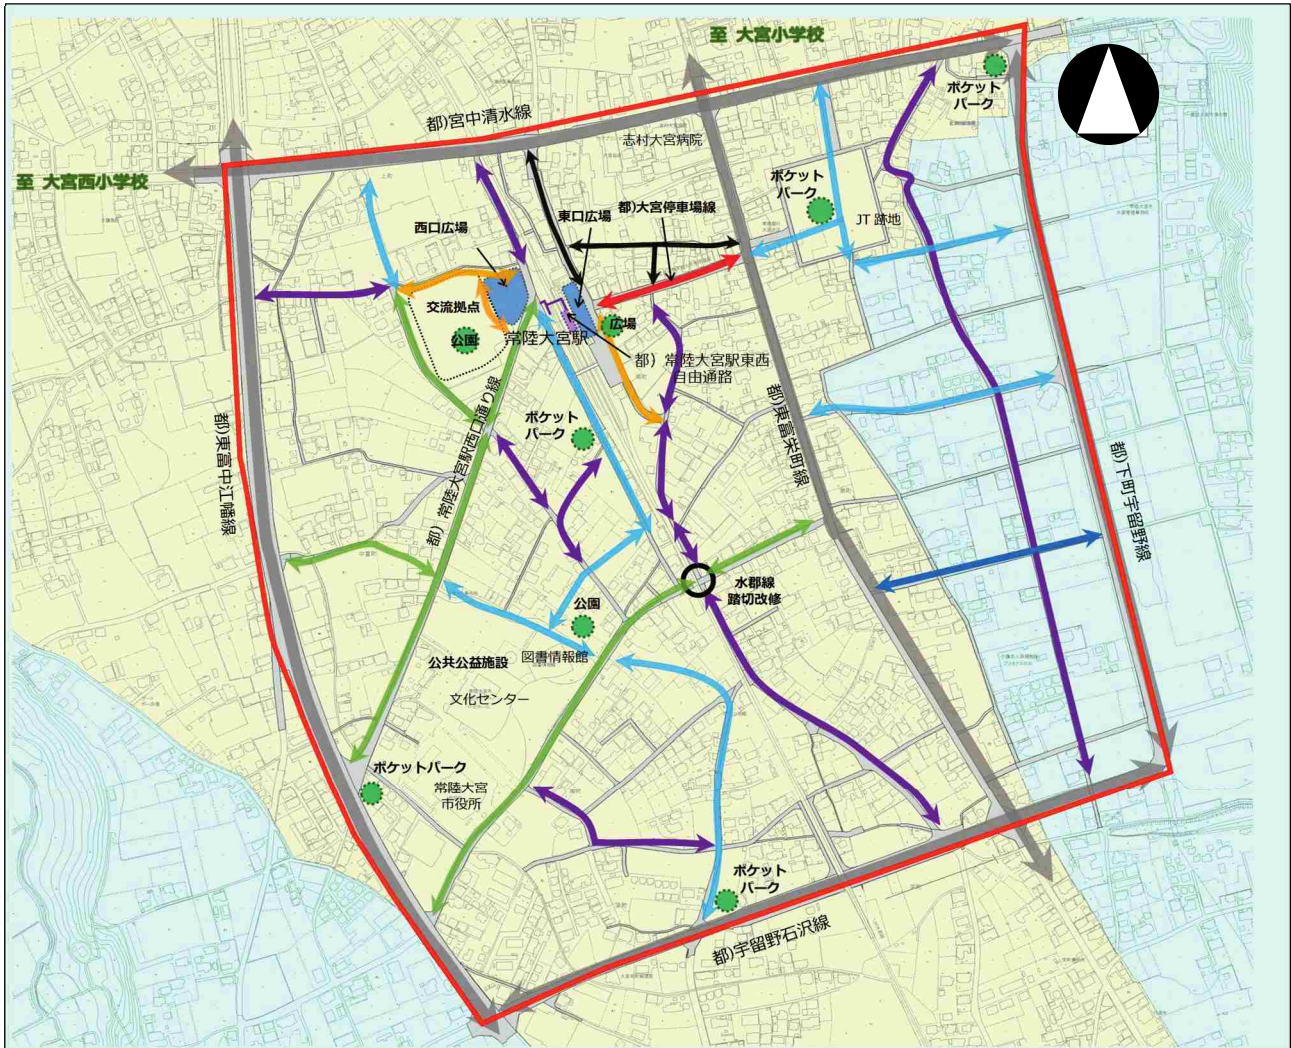 至 大宮小学校
ポケット
パーク
都)宮中清水線
志村大宮病院
至 大宮西小学校
ポケット
パーク
JT 跡地
西口広場
東口広場
都)大宮停車場線
交流拠点
公園
常陸大宮駅
広場
都）常陸大宮駅東西
自由通路
都)東富栄町線
都)東富中江幡線
都）常陸大宮駅西口通り線
ポケット
パーク
都)下町宇留野線
水郡線
踏切改修
公園
図書情報館
公共公益施設
文化センター
ポケットパーク
常陸大宮
市役所
ポケット
パーク
都)宇留野石沢線